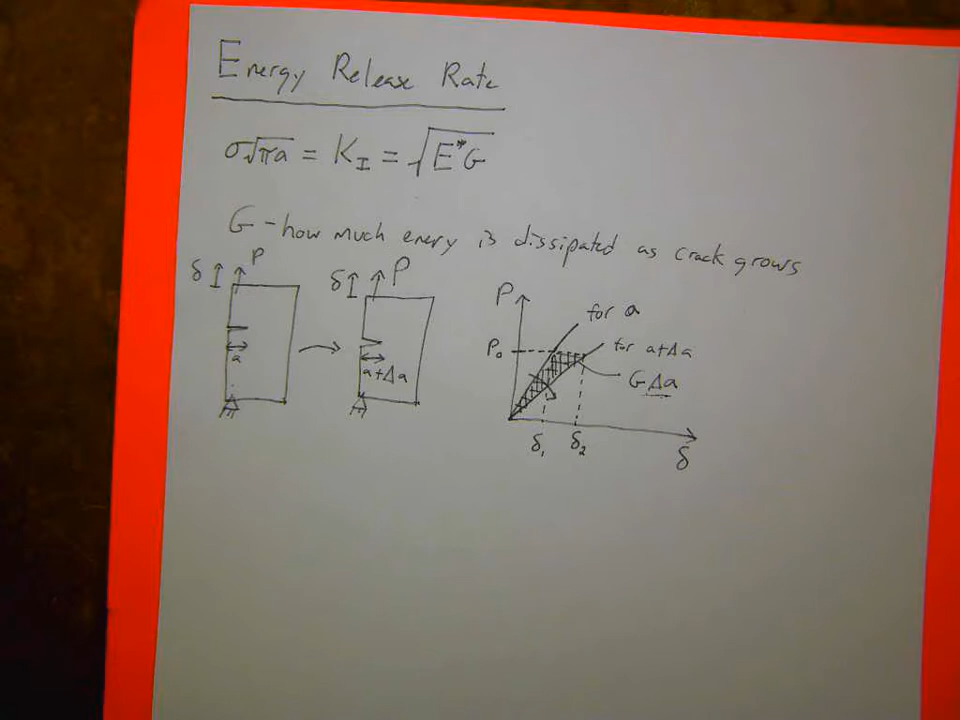 Energy Release Rate
σ√πa = K_I = √E*G
G - how much enery is dissipated as crack grows
δ P
δ P
a
a+Δa
P
for a
P₀
for a+Δa
GΔa
δ₁ δ₂
δ